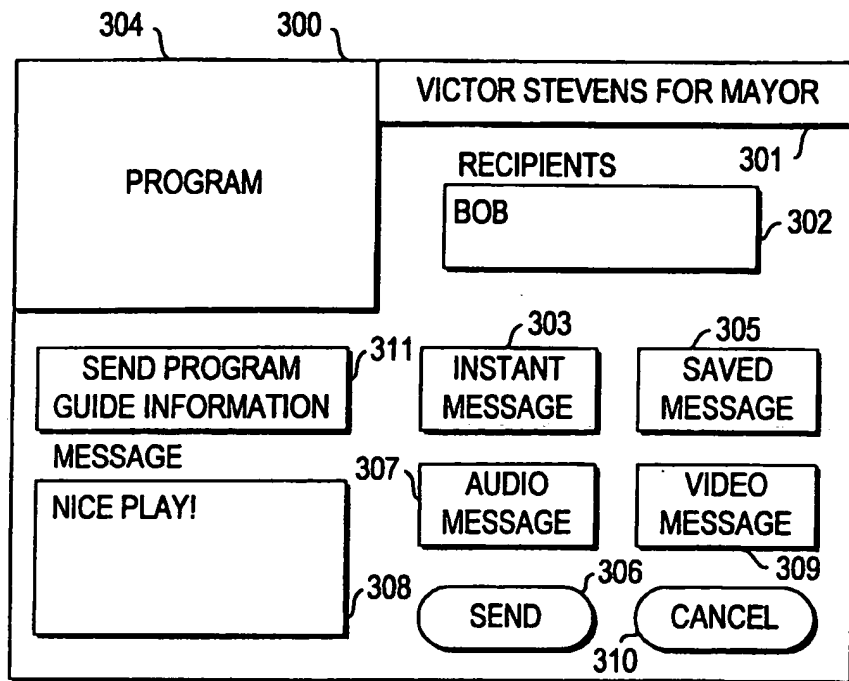 304 300
VICTOR STEVENS FOR MAYOR
301
PROGRAM
RECIPIENTS
BOB
302
303 305
SEND PROGRAM
GUIDE INFORMATION
311
INSTANT
MESSAGE
SAVED
MESSAGE
MESSAGE
NICE PLAY!
308
307
AUDIO
MESSAGE
VIDEO
MESSAGE
309
306
SEND
CANCEL
310